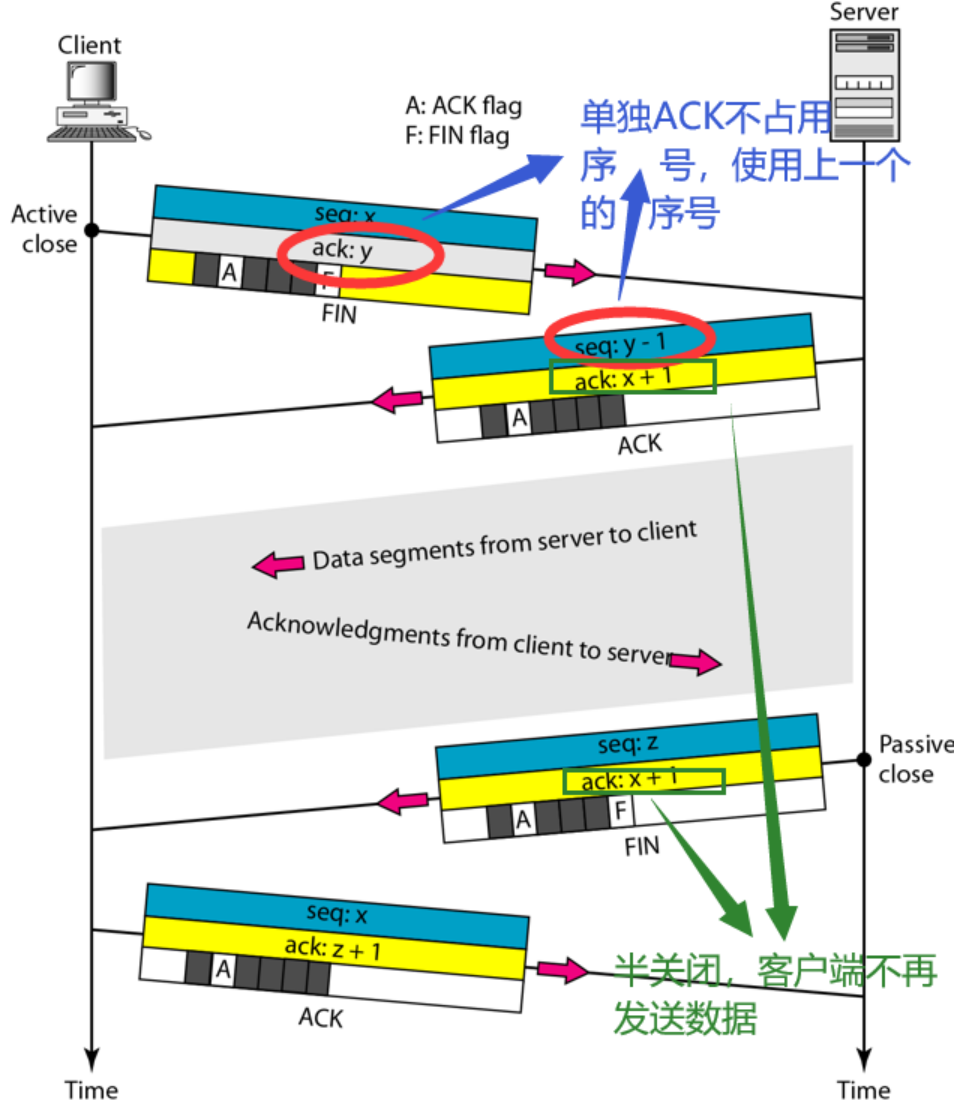 Server
Client
A: ACK flag
F: FIN flag
单独ACK不占用
序 号，使用上一个
的 序号
Active
close
seq: x
ack: y
A
F
FIN
seq: y - 1
ack: x + 1
A
ACK
Data segments from server to client
Acknowledgments from client to server
seq: z
ack: x + 1
A
F
FIN
Passive
close
seq: x
ack: z + 1
A
ACK
半关闭，客户端不再
发送数据
Time
Time